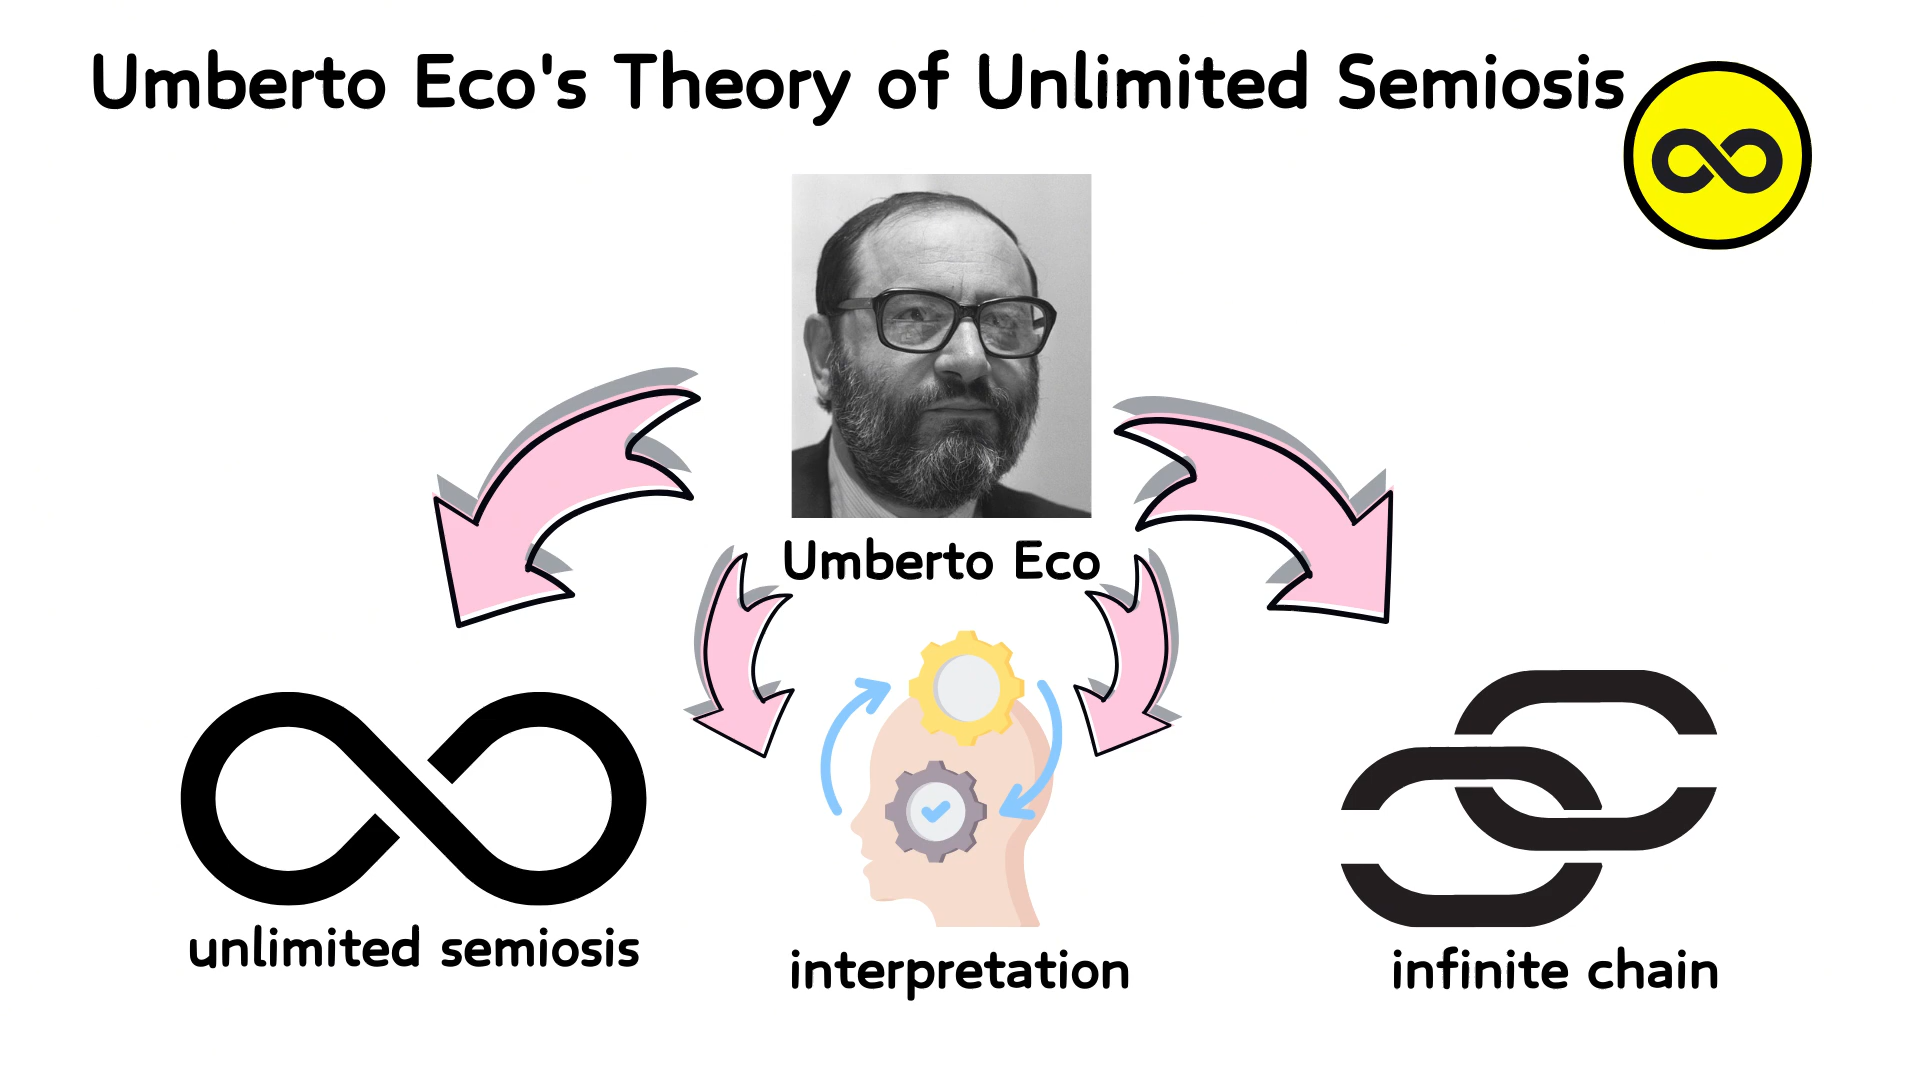 Umberto Eco's Theory of Unlimited Semiosis
Umberto Eco
unlimited semiosis
interpretation
infinite chain